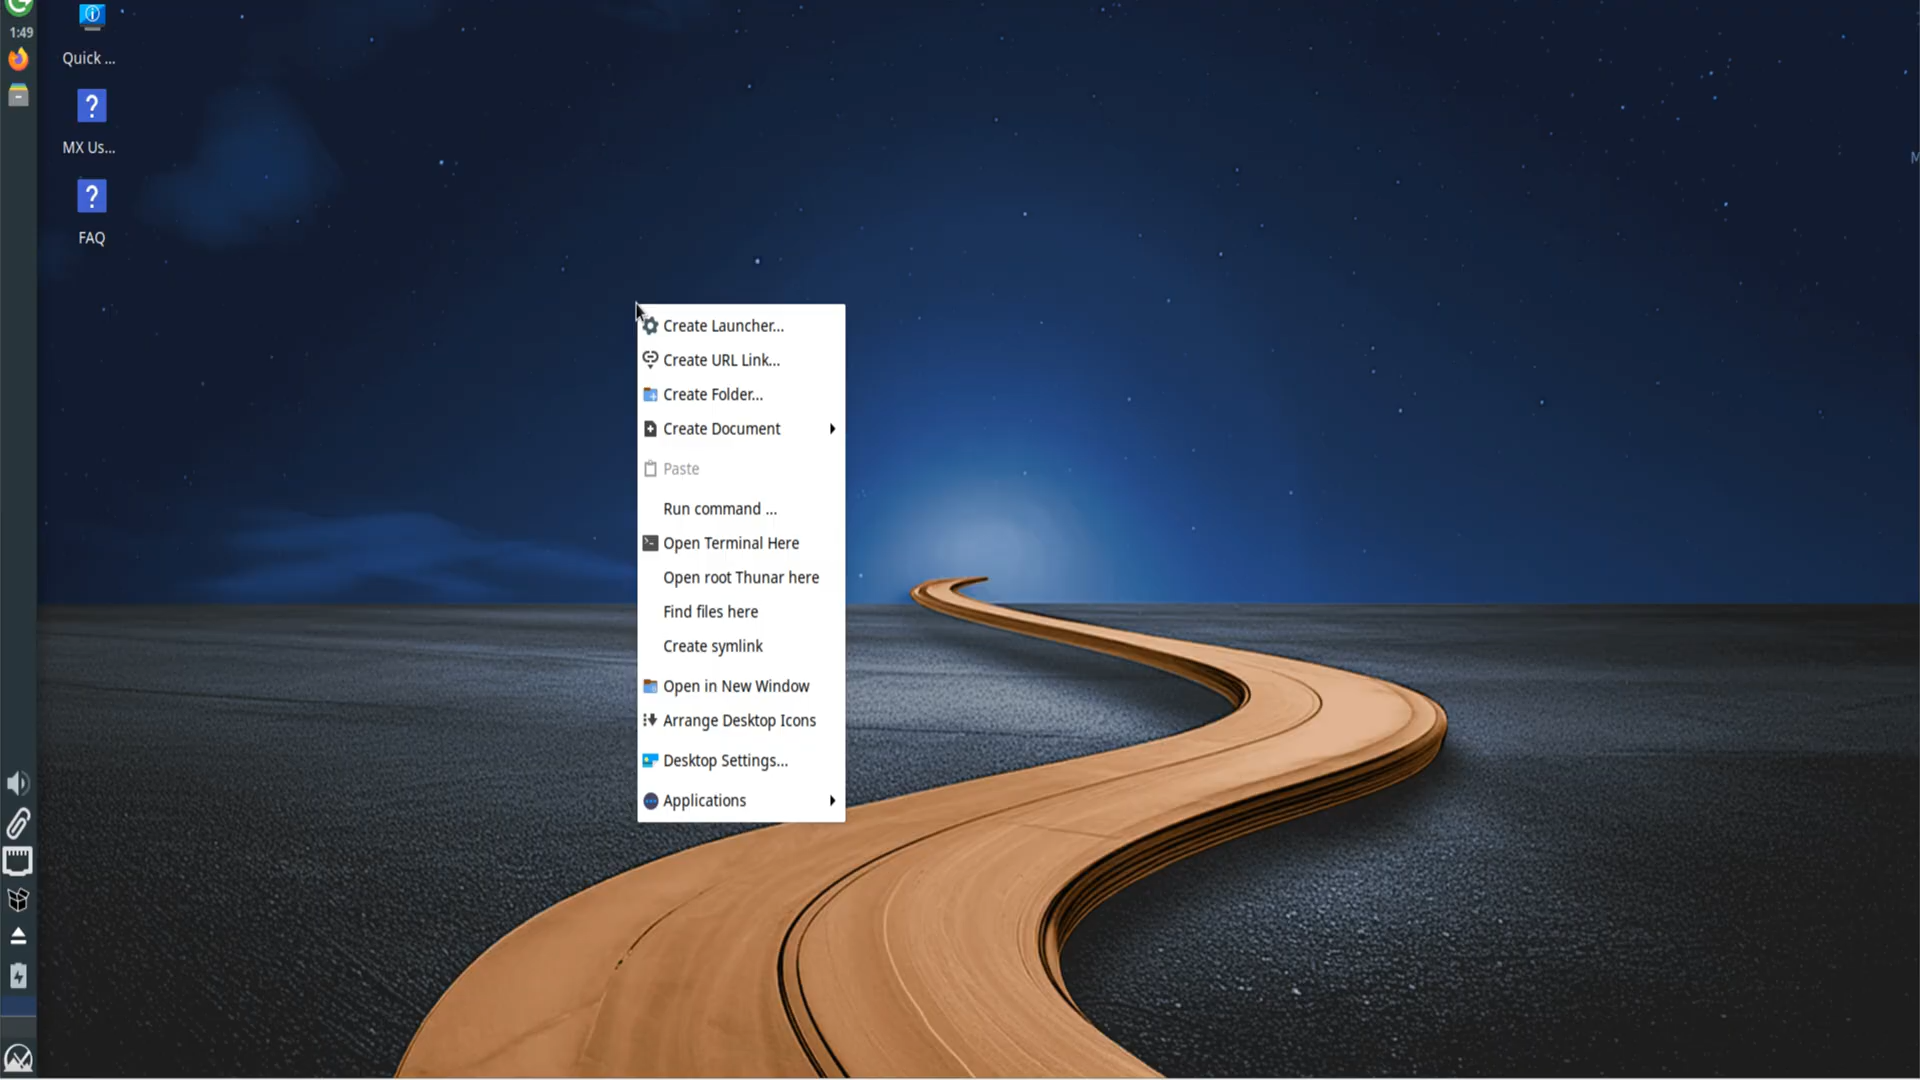 1:49
Quick ...
MX Us...
FAQ
M
Create Launcher...
Create URL Link...
Create Folder...
Create Document
Paste
Run command ...
Open Terminal Here
Open root Thunar here
Find files here
Create symlink
Open in New Window
Arrange Desktop Icons
Desktop Settings...
Applications